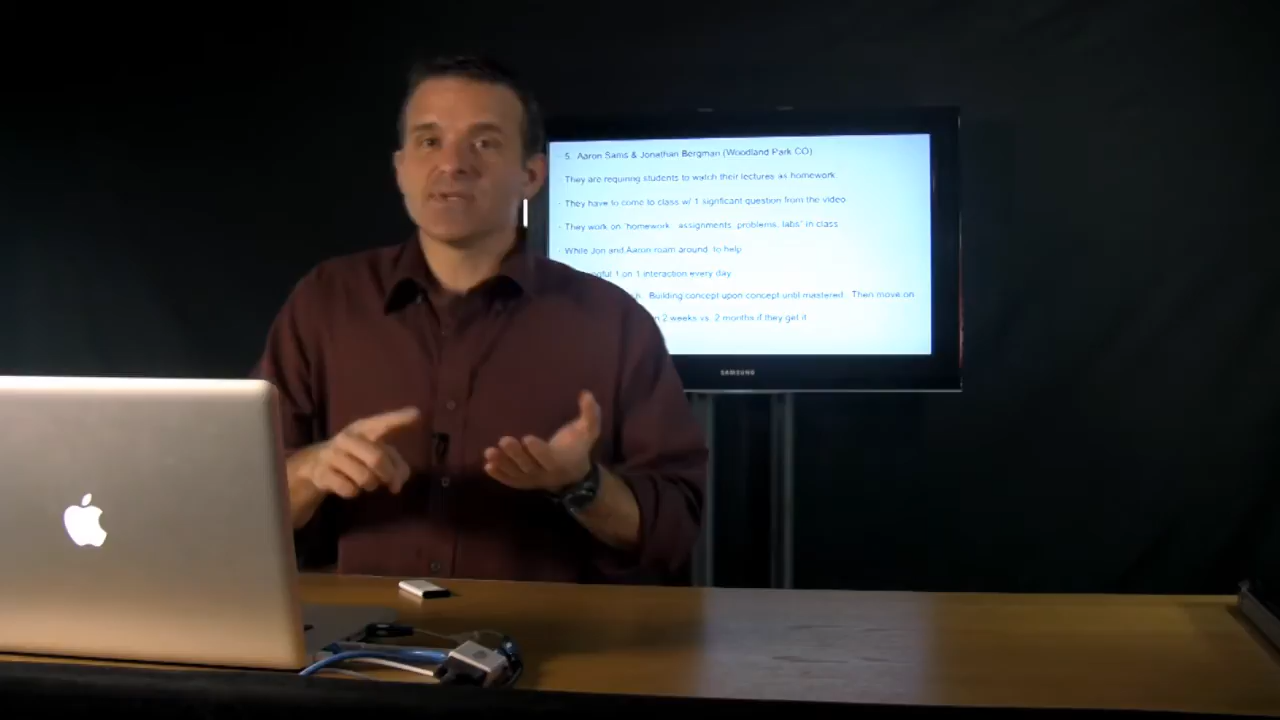 5. Aaron Sams & Jonathan Bergman (Woodland Park CO)
They are requiring students to watch their lectures as homework
- They have to come to class w/ 1 significant question from the video
- They work on "homework assignments, problems, labs" in class
- While Jon and Aaron roam around to help
1 on 1 interaction every day
Building concept upon concept until mastered. Then move on
2 weeks vs. 2 months if they get it
SAMSUNG